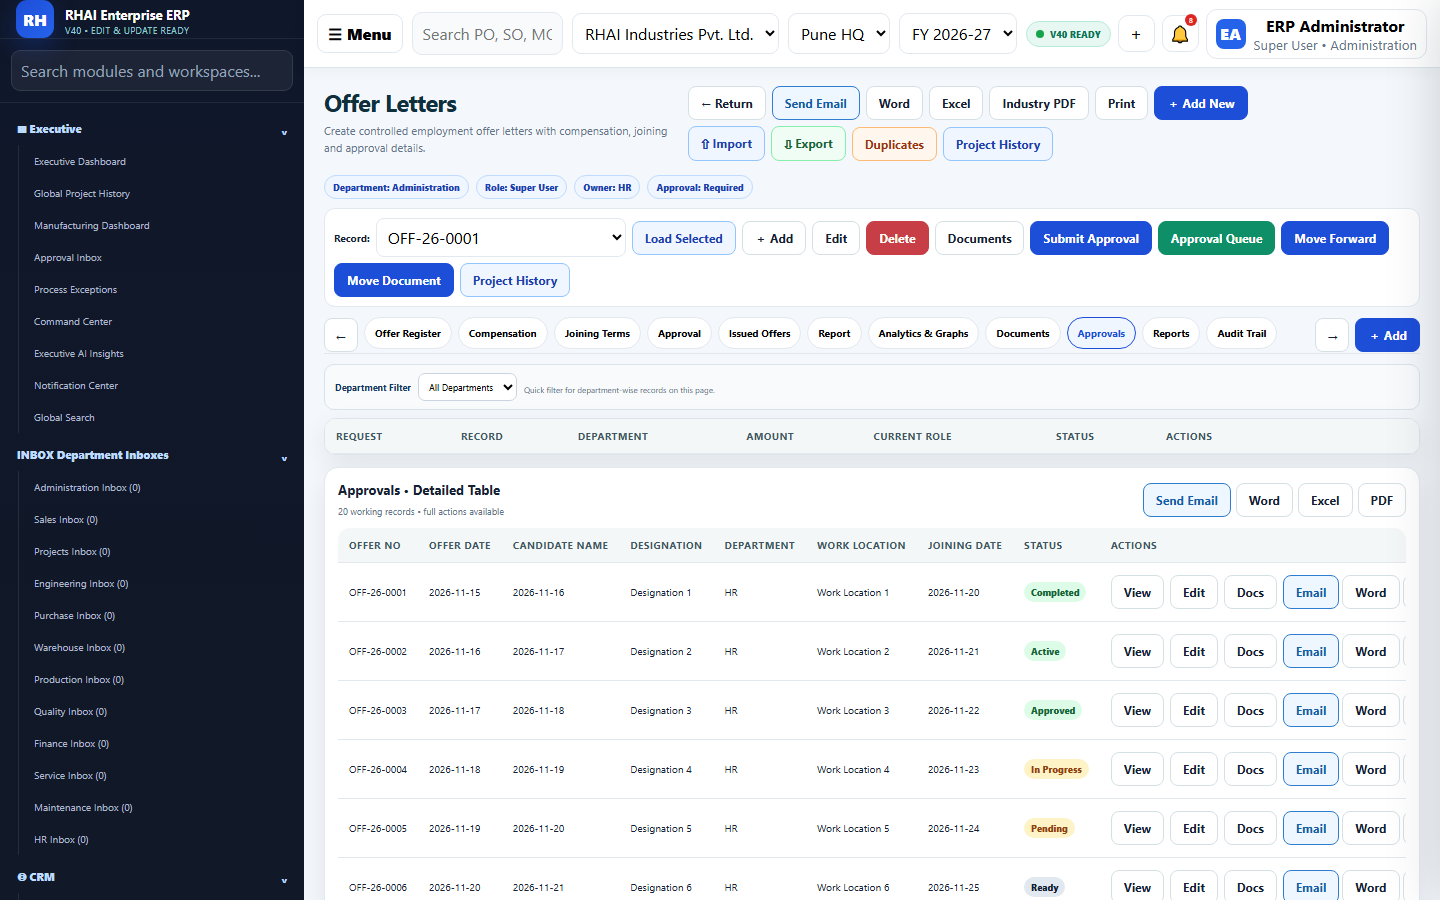 RH
RHAI Enterprise ERP
V40 • EDIT & UPDATE READY
Search modules and workspaces...
Executive
Executive Dashboard
Global Project History
Manufacturing Dashboard
Approval Inbox
Process Exceptions
Command Center
Executive AI Insights
Notification Center
Global Search
INBOX Department Inboxes
Administration Inbox (0)
Sales Inbox (0)
Projects Inbox (0)
Engineering Inbox (0)
Purchase Inbox (0)
Warehouse Inbox (0)
Production Inbox (0)
Quality Inbox (0)
Finance Inbox (0)
Service Inbox (0)
Maintenance Inbox (0)
HR Inbox (0)
CRM
☰ Menu
Search PO, SO, MO
RHAI Industries Pvt. Ltd.
Pune HQ
FY 2026-27
V40 READY
+
8
EA
ERP Administrator
Super User • Administration
Offer Letters
Create controlled employment offer letters with compensation, joining
and approval details.
← Return Send Email Word Excel Industry PDF Print + Add New
⇧ Import ⇩ Export Duplicates Project History
Department: Administration Role: Super User Owner: HR Approval: Required
Record: OFF-26-0001 Load Selected + Add Edit Delete Documents Submit Approval Approval Queue Move Forward
Move Document Project History
← Offer Register Compensation Joining Terms Approval Issued Offers Report Analytics & Graphs Documents Approvals Reports Audit Trail → + Add
Department Filter All Departments Quick filter for department-wise records on this page.
REQUEST RECORD DEPARTMENT AMOUNT CURRENT ROLE STATUS ACTIONS
Approvals • Detailed Table
20 working records • full actions available
Send Email Word Excel PDF
OFFER NO OFFER DATE CANDIDATE NAME DESIGNATION DEPARTMENT WORK LOCATION JOINING DATE STATUS ACTIONS
OFF-26-0001 2026-11-15 2026-11-16 Designation 1 HR Work Location 1 2026-11-20 Completed View Edit Docs Email Word
OFF-26-0002 2026-11-16 2026-11-17 Designation 2 HR Work Location 2 2026-11-21 Active View Edit Docs Email Word
OFF-26-0003 2026-11-17 2026-11-18 Designation 3 HR Work Location 3 2026-11-22 Approved View Edit Docs Email Word
OFF-26-0004 2026-11-18 2026-11-19 Designation 4 HR Work Location 4 2026-11-23 In Progress View Edit Docs Email Word
OFF-26-0005 2026-11-19 2026-11-20 Designation 5 HR Work Location 5 2026-11-24 Pending View Edit Docs Email Word
OFF-26-0006 2026-11-20 2026-11-21 Designation 6 HR Work Location 6 2026-11-25 Ready View Edit Docs Email Word